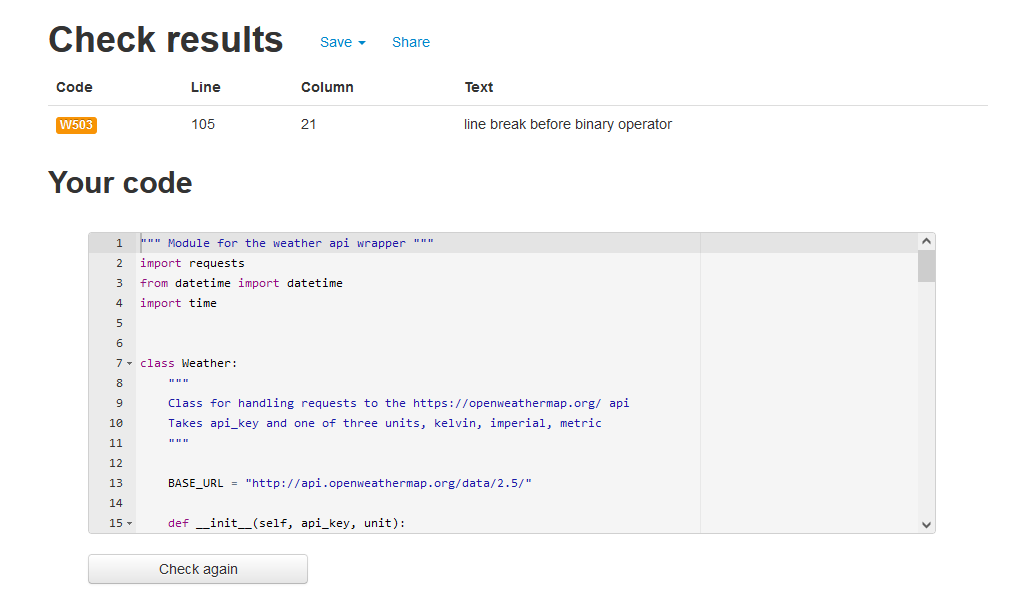 Check results Save Share
Code Line Column Text
W503 105 21 line break before binary operator
Your code
1 """ Module for the weather api wrapper """
2 import requests
3 from datetime import datetime
4 import time
5
6
7 class Weather:
8 """
9 Class for handling requests to the https://openweathermap.org/ api
10 Takes api_key and one of three units, kelvin, imperial, metric
11 """
12
13 BASE_URL = "http://api.openweathermap.org/data/2.5/"
14
15 def __init__(self, api_key, unit):
Check again